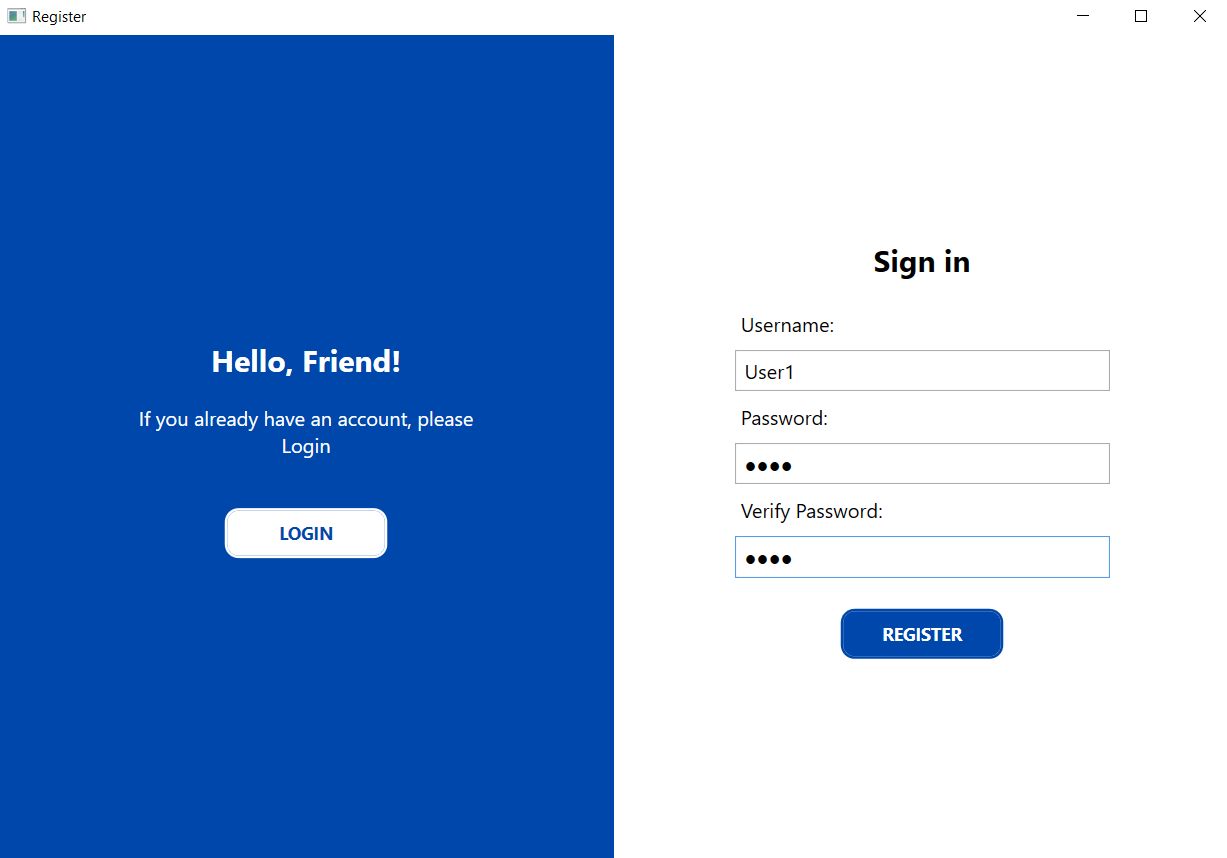 Register
Hello, Friend!
If you already have an account, please
Login
LOGIN
Sign in
Username:
User1
Password:
●●●●
Verify Password:
●●●●
REGISTER